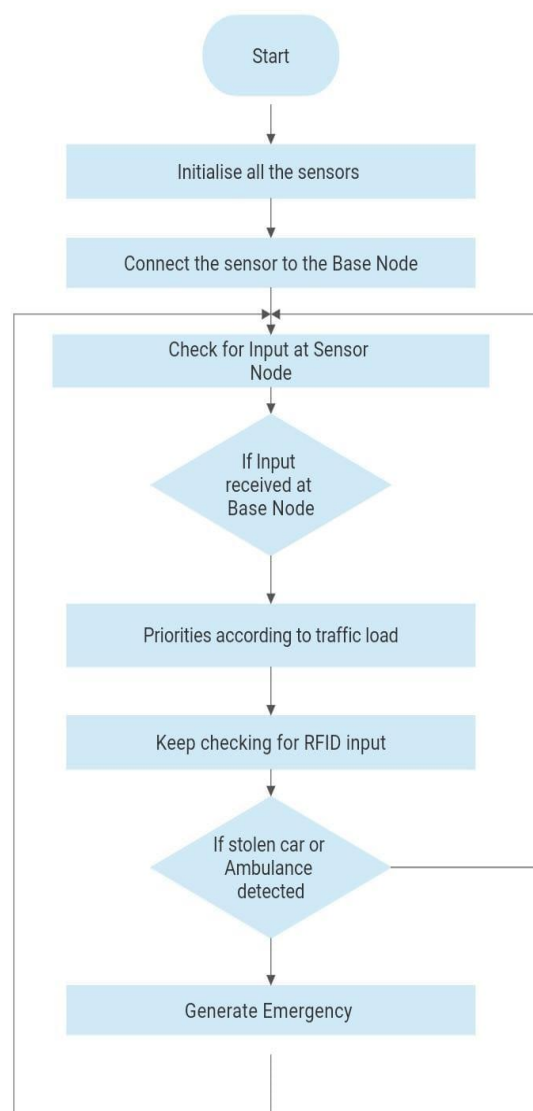 Start
Initialise all the sensors
Connect the sensor to the Base Node
Check for Input at Sensor
Node
If Input
received at
Base Node
Priorities according to traffic load
Keep checking for RFID input
If stolen car or
Ambulance
detected
Generate Emergency